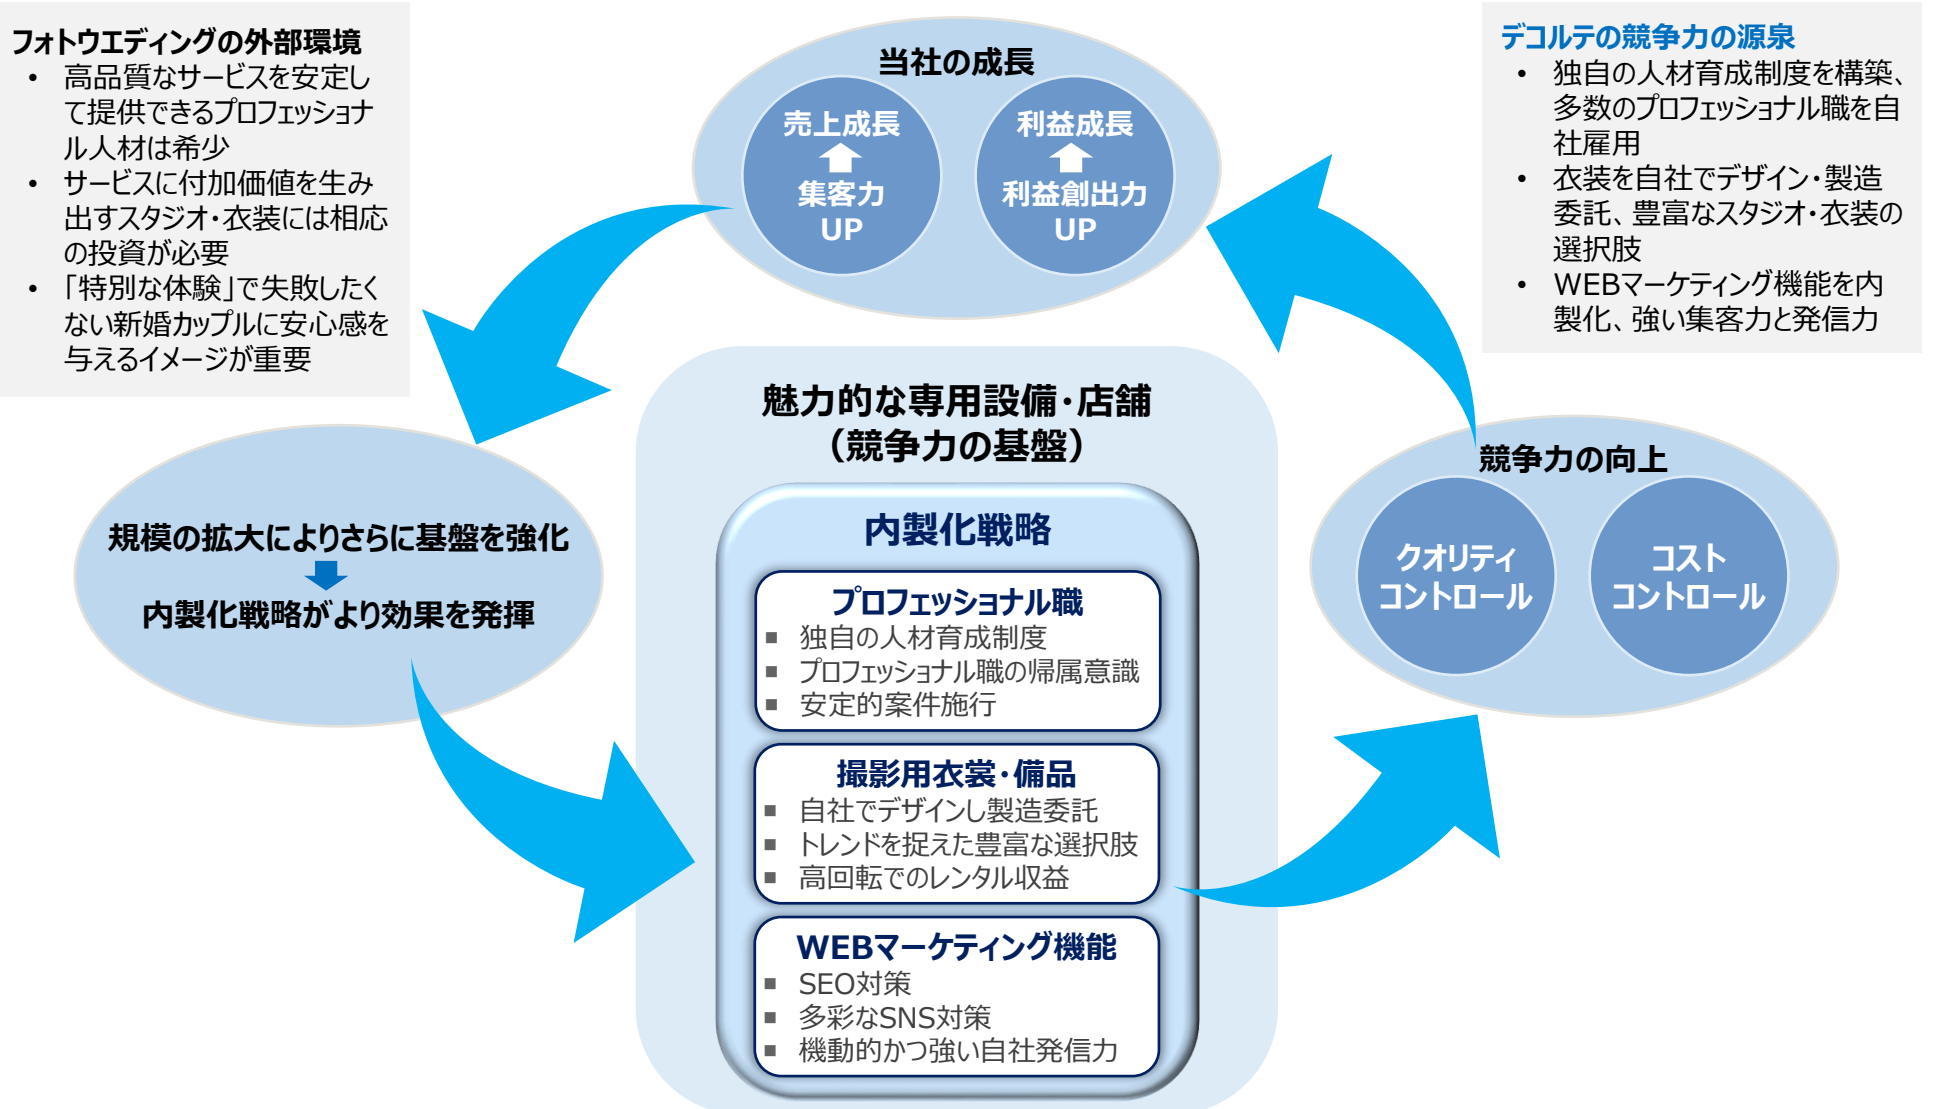 フォトウエディングの外部環境
• 高品質なサービスを安定し
て提供できるプロフェッショナ
ル人材は希少
• サービスに付加価値を生み
出すスタジオ・衣装には相応
の投資が必要
• 「特別な体験」で失敗したく
ない新婚カップルに安心感を
与えるイメージが重要
当社の成長
売上成長
集客力
UP
利益成長
利益創出力
UP
デコルテの競争力の源泉
• 独自の人材育成制度を構築、
多数のプロフェッショナル職を自
社雇用
• 衣装を自社でデザイン・製造
委託、豊富なスタジオ・衣装の
選択肢
• WEBマーケティング機能を内
製化、強い集客力と発信力
規模の拡大によりさらに基盤を強化
内製化戦略がより効果を発揮
魅力的な専用設備・店舗
（競争力の基盤）
内製化戦略
プロフェッショナル職
■ 独自の人材育成制度
■ プロフェッショナル職の帰属意識
■ 安定的案件施行
撮影用衣裳・備品
■ 自社でデザインし製造委託
■ トレンドを捉えた豊富な選択肢
■ 高回転でのレンタル収益
WEBマーケティング機能
■ SEO対策
■ 多彩なSNS対策
■ 機動的かつ強い自社発信力
競争力の向上
クオリティ
コントロール
コスト
コントロール